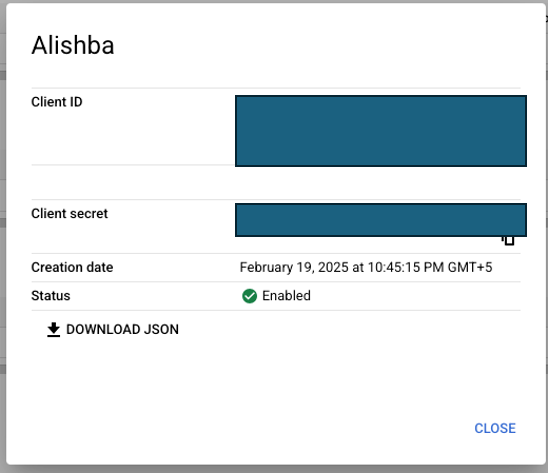 Alishba
Client ID
Client secret
Creation date February 19, 2025 at 10:45:15 PM GMT+5
Status Enabled
DOWNLOAD JSON
CLOSE